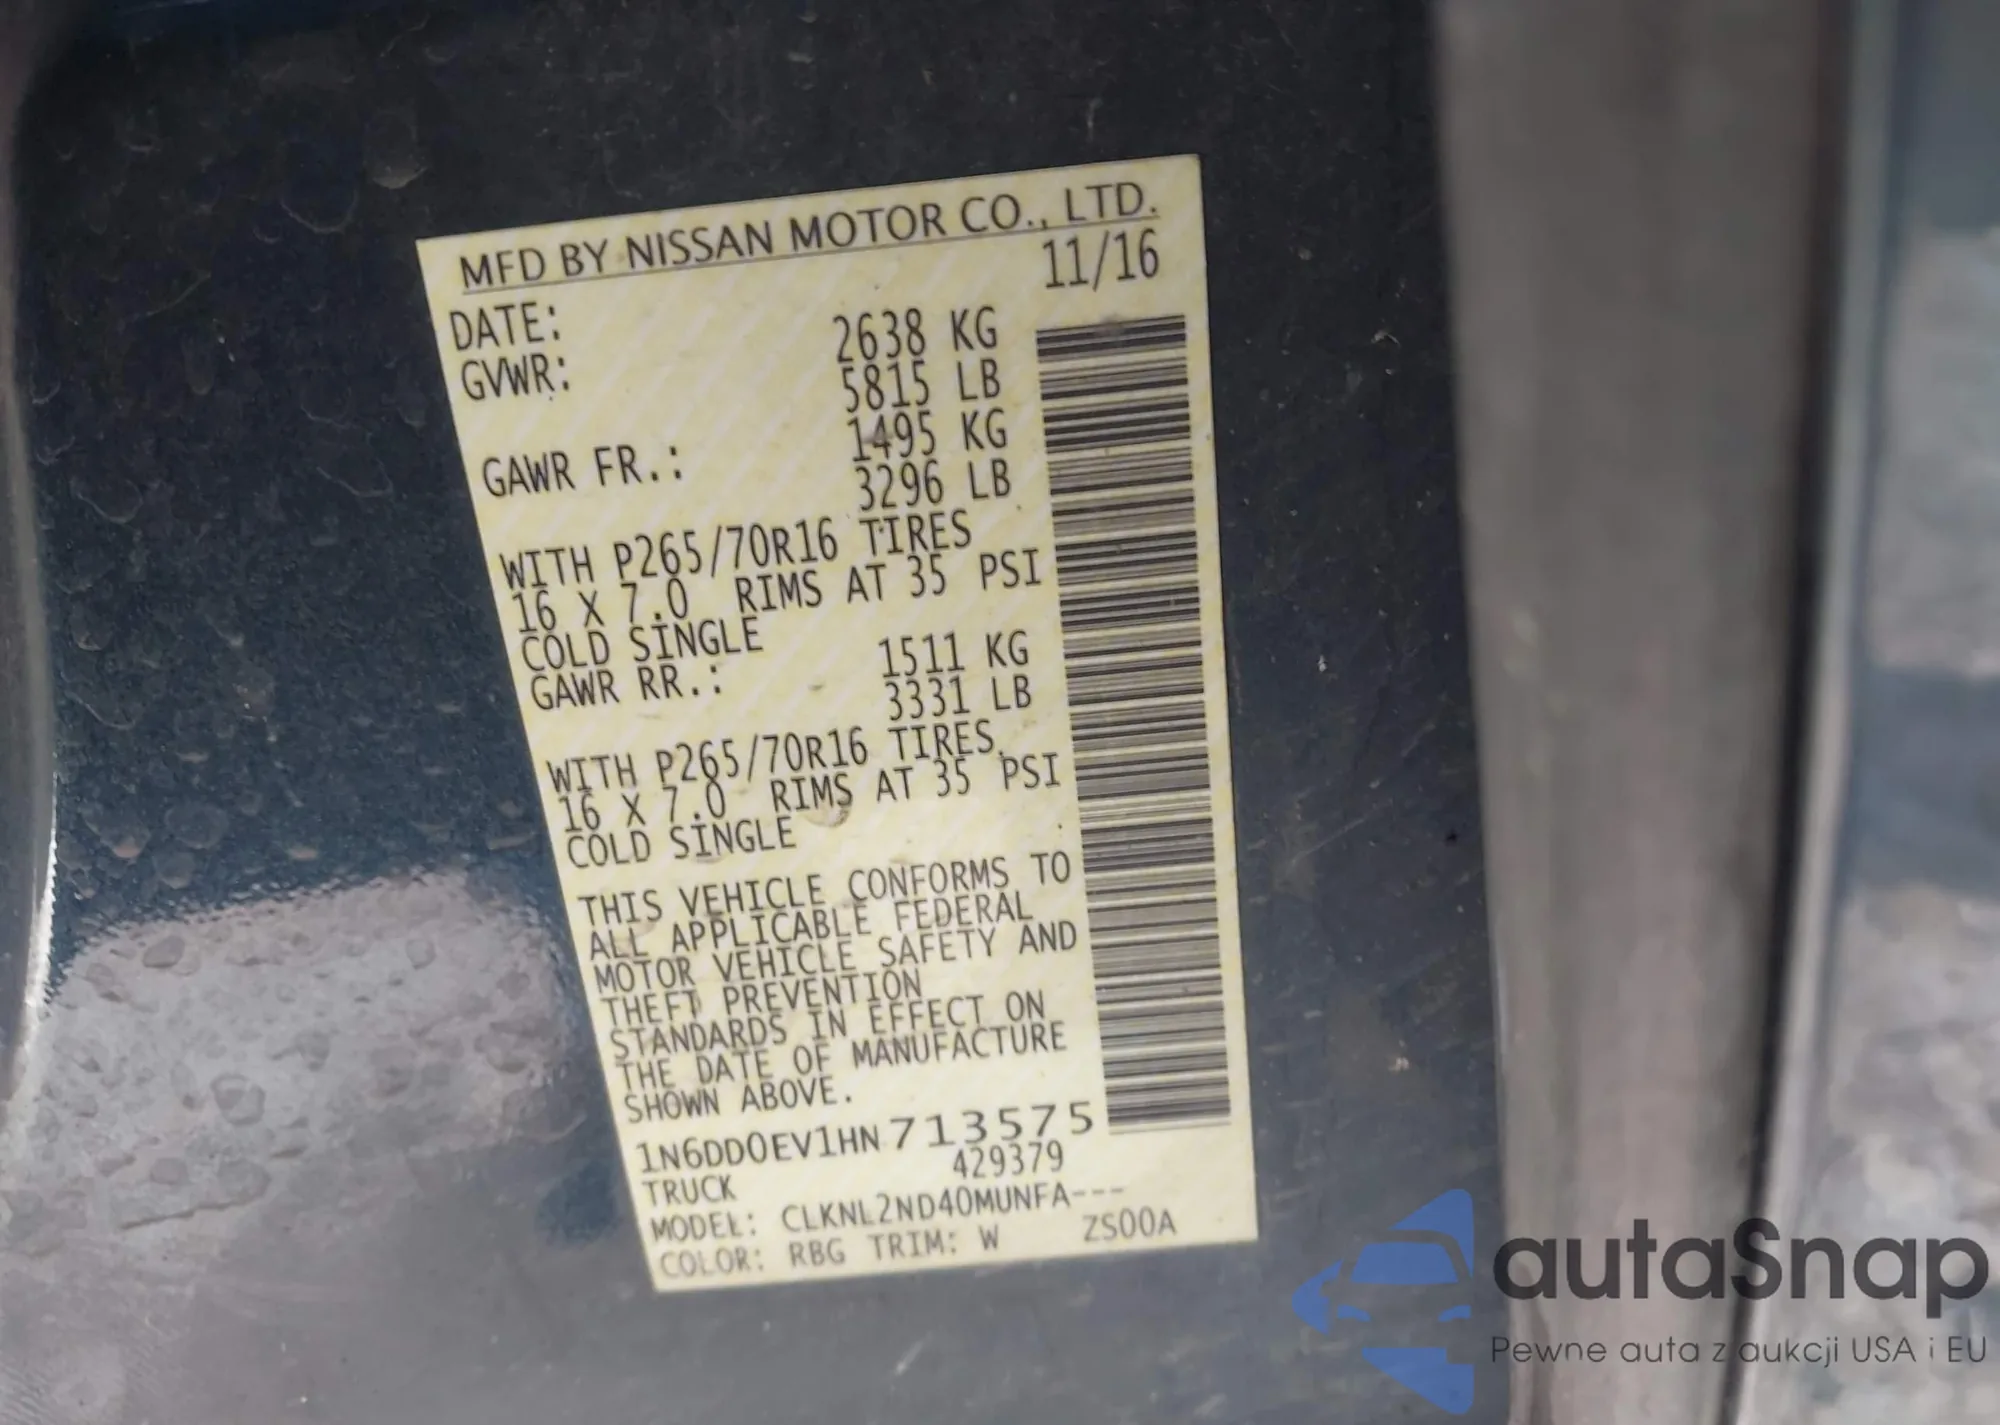 MFD BY NISSAN MOTOR CO., LTD.
DATE: 11/16
GVWR: 2638 KG
5815 LB
GAWR FR.: 1495 KG
3296 LB
WITH P265/70R16 TIRES
16 X 7.0 RIMS AT 35 PSI
COLD SINGLE
GAWR RR.: 1511 KG
3331 LB
WITH P265/70R16 TIRES
16 X 7.0 RIMS AT 35 PSI
COLD SINGLE
THIS VEHICLE CONFORMS TO
ALL APPLICABLE FEDERAL
MOTOR VEHICLE SAFETY AND
THEFT PREVENTION
STANDARDS IN EFFECT ON
THE DATE OF MANUFACTURE
SHOWN ABOVE.
1N6DD0EV1HN713575
TRUCK 429379
MODEL: CLKNL2ND40MUNFA---
COLOR: RBG TRIM: W ZS00A
autaSnap
Pewne auta z aukcji USA i EU